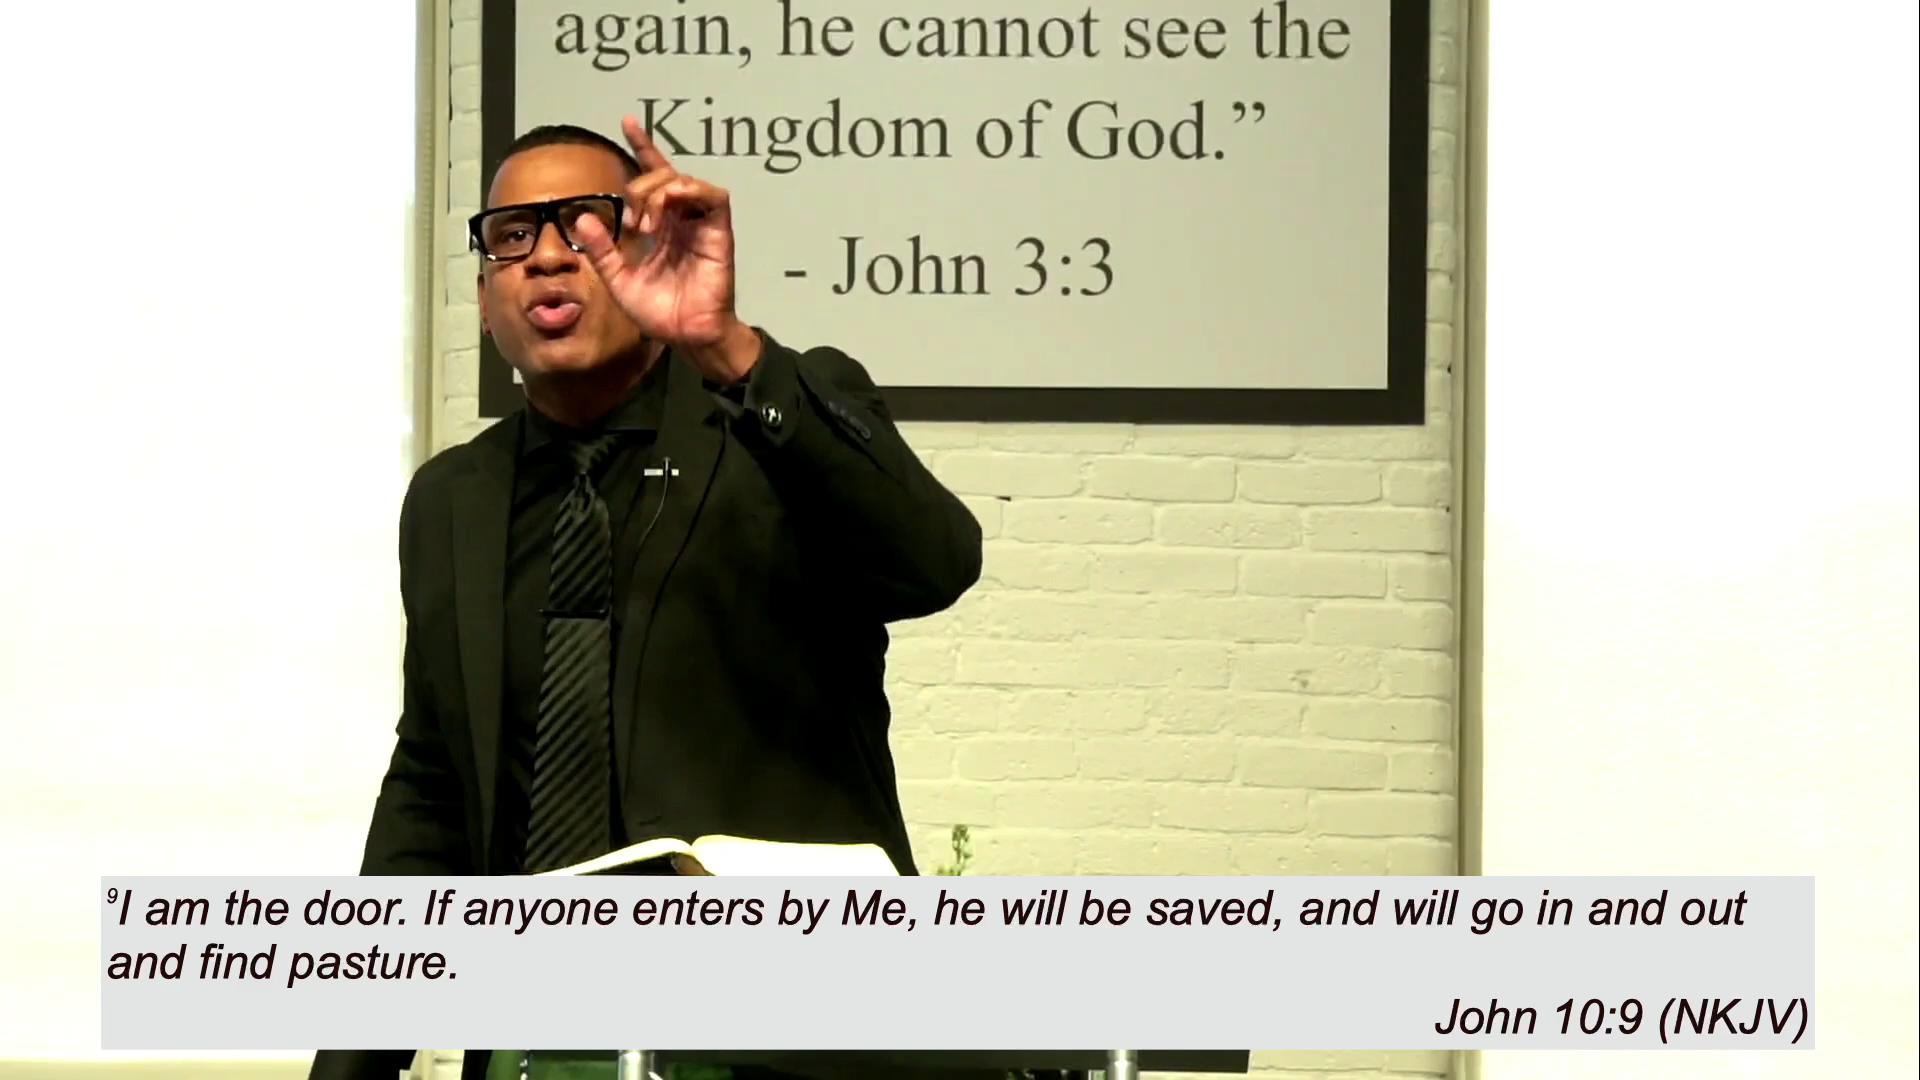 again, he cannot see the
Kingdom of God.”
- John 3:3
⁹I am the door. If anyone enters by Me, he will be saved, and will go in and out
and find pasture.
John 10:9 (NKJV)